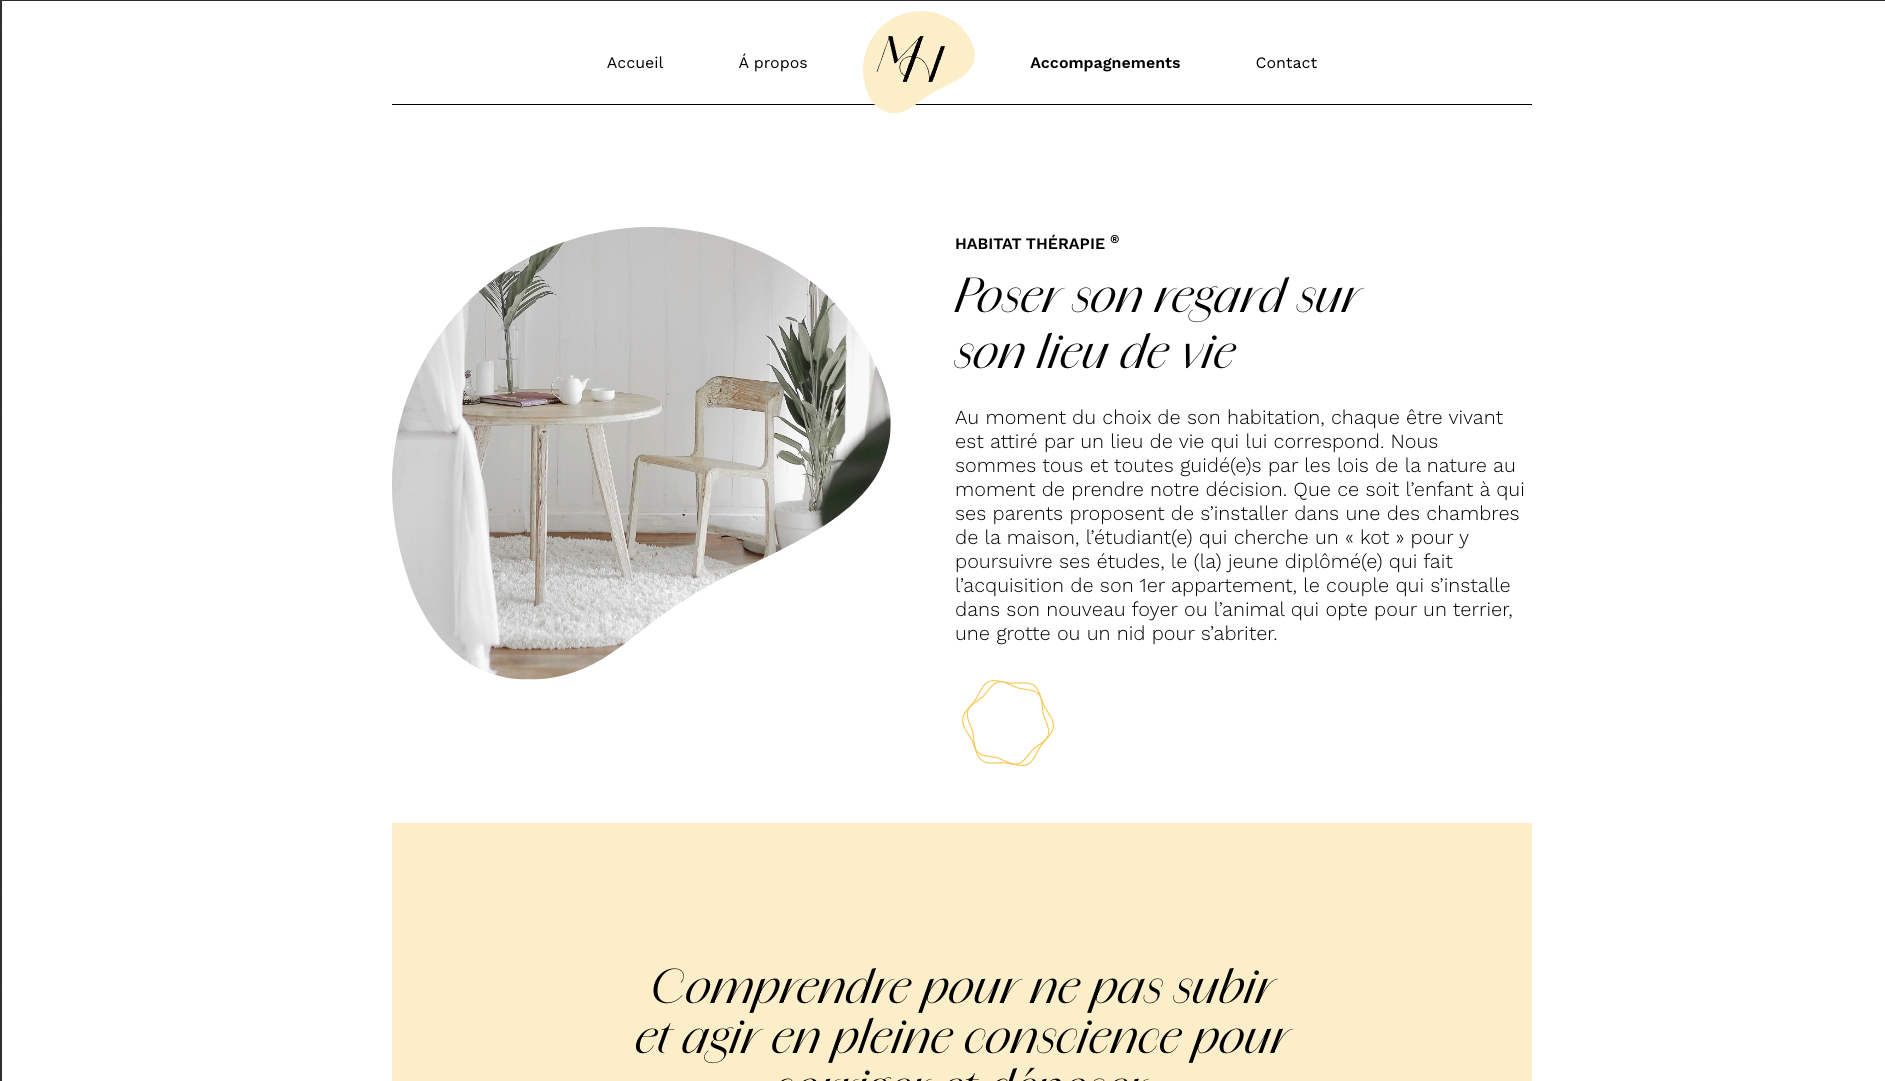 Accueil
Á propos
MH
Accompagnements
Contact
HABITAT THÉRAPIE ®
Poser son regard sur
son lieu de vie
Au moment du choix de son habitation, chaque être vivant
est attiré par un lieu de vie qui lui correspond. Nous
sommes tous et toutes guidé(e)s par les lois de la nature au
moment de prendre notre décision. Que ce soit l’enfant à qui
ses parents proposent de s’installer dans une des chambres
de la maison, l’étudiant(e) qui cherche un « kot » pour y
poursuivre ses études, le (la) jeune diplômé(e) qui fait
l’acquisition de son 1er appartement, le couple qui s’installe
dans son nouveau foyer ou l’animal qui opte pour un terrier,
une grotte ou un nid pour s’abriter.
Comprendre pour ne pas subir
et agir en pleine conscience pour
corriger et déposer